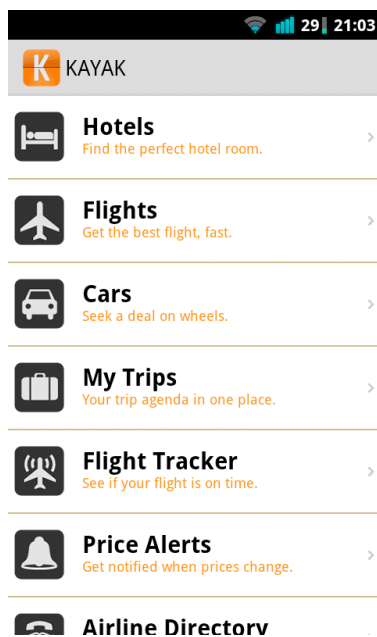 29 21:03
K KAYAK
Hotels
Find the perfect hotel room.
Flights
Get the best flight, fast.
Cars
Seek a deal on wheels.
My Trips
Your trip agenda in one place.
Flight Tracker
See if your flight is on time.
Price Alerts
Get notified when prices change.
Airline Directory